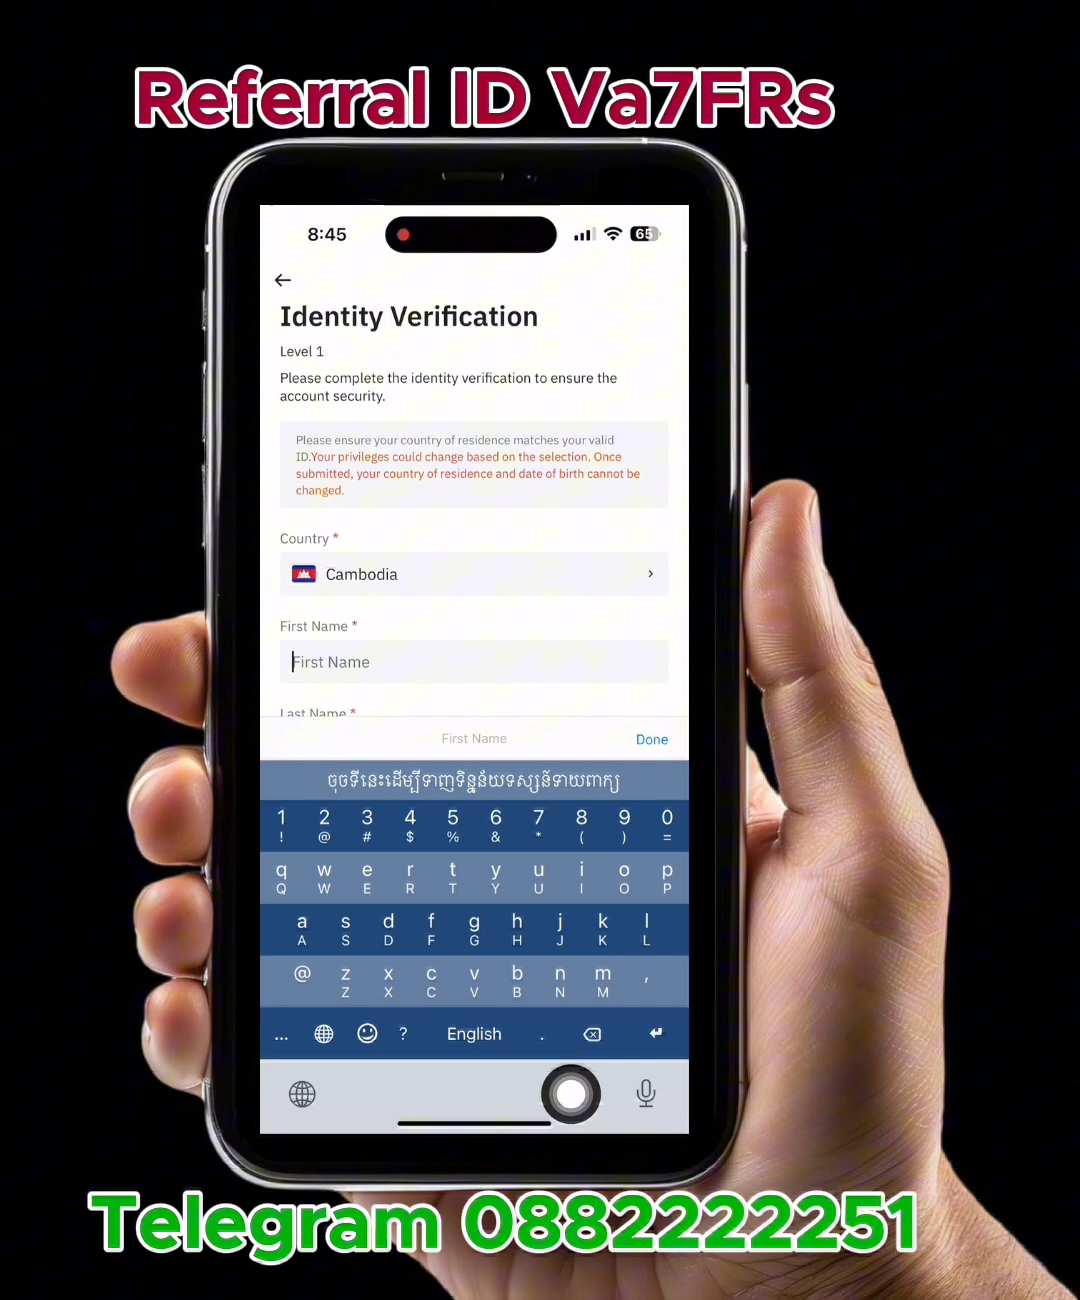 Referral ID Va7FRs
8:45
65
Identity Verification
Level 1
Please complete the identity verification to ensure the
account security.
Please ensure your country of residence matches your valid
ID.Your privileges could change based on the selection. Once
submitted, your country of residence and date of birth cannot be
changed.
Country *
Cambodia
First Name *
First Name
Last Name *
First Name Done
ចុចទីនេះដើម្បីទាញទិន្នន័យទស្សន៍ទាយពាក្យ
1 2 3 4 5 6 7 8 9 0
! @ # $ % & * ( ) =
q w e r t y u i o p
Q W E R T Y U I O P
a s d f g h j k l
A S D F G H J K L
@ z x c v b n m ,
Z X C V B N M
... ? English .
Telegram 0882222251